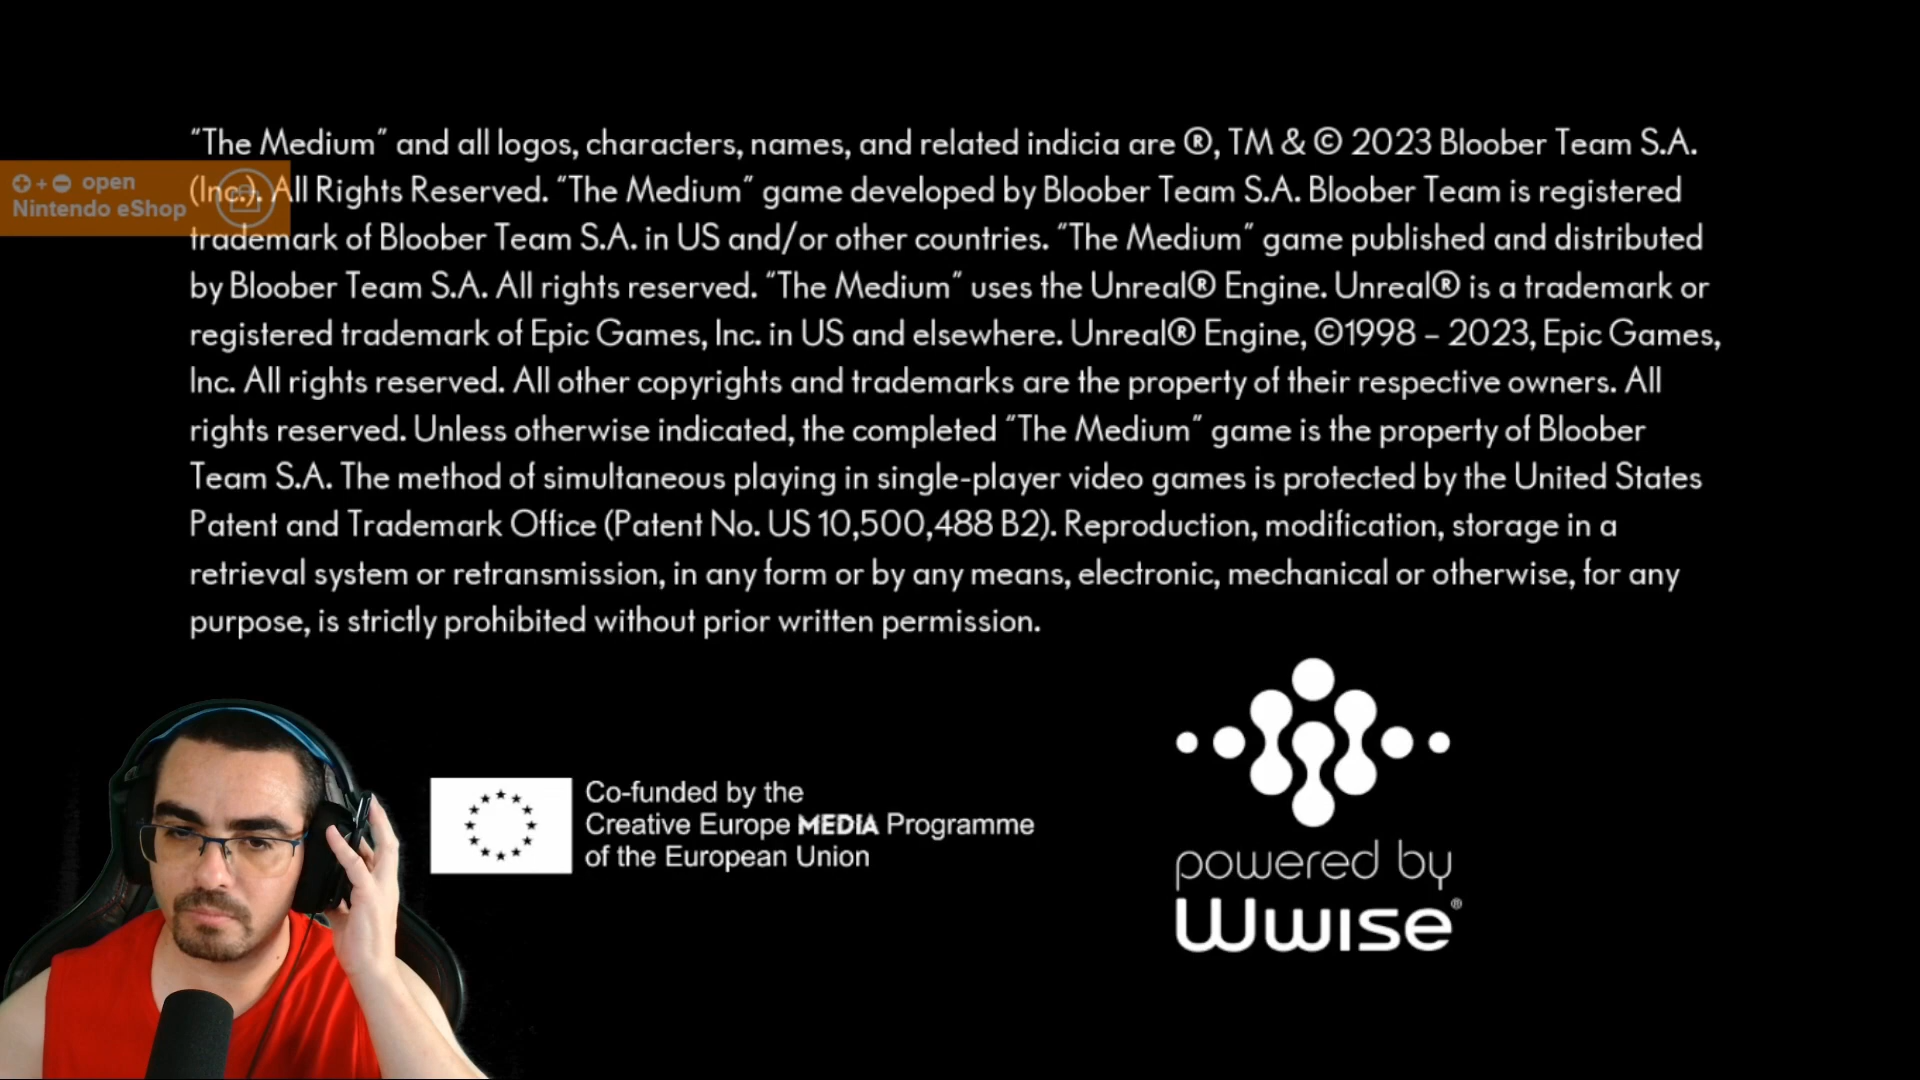 “The Medium” and all logos, characters, names, and related indicia are ®, TM & © 2023 Bloober Team S.A.
(Inc.). All Rights Reserved. “The Medium” game developed by Bloober Team S.A. Bloober Team is registered
trademark of Bloober Team S.A. in US and/or other countries. “The Medium” game published and distributed
by Bloober Team S.A. All rights reserved. “The Medium” uses the Unreal® Engine. Unreal® is a trademark or
registered trademark of Epic Games, Inc. in US and elsewhere. Unreal® Engine, ©1998 – 2023, Epic Games,
Inc. All rights reserved. All other copyrights and trademarks are the property of their respective owners. All
rights reserved. Unless otherwise indicated, the completed “The Medium” game is the property of Bloober
Team S.A. The method of simultaneous playing in single-player video games is protected by the United States
Patent and Trademark Office (Patent No. US 10,500,488 B2). Reproduction, modification, storage in a
retrieval system or retransmission, in any form or by any means, electronic, mechanical or otherwise, for any
purpose, is strictly prohibited without prior written permission.
+ open
Nintendo eShop
Co-funded by the
Creative Europe MEDIA Programme
of the European Union
powered by
Wwise®